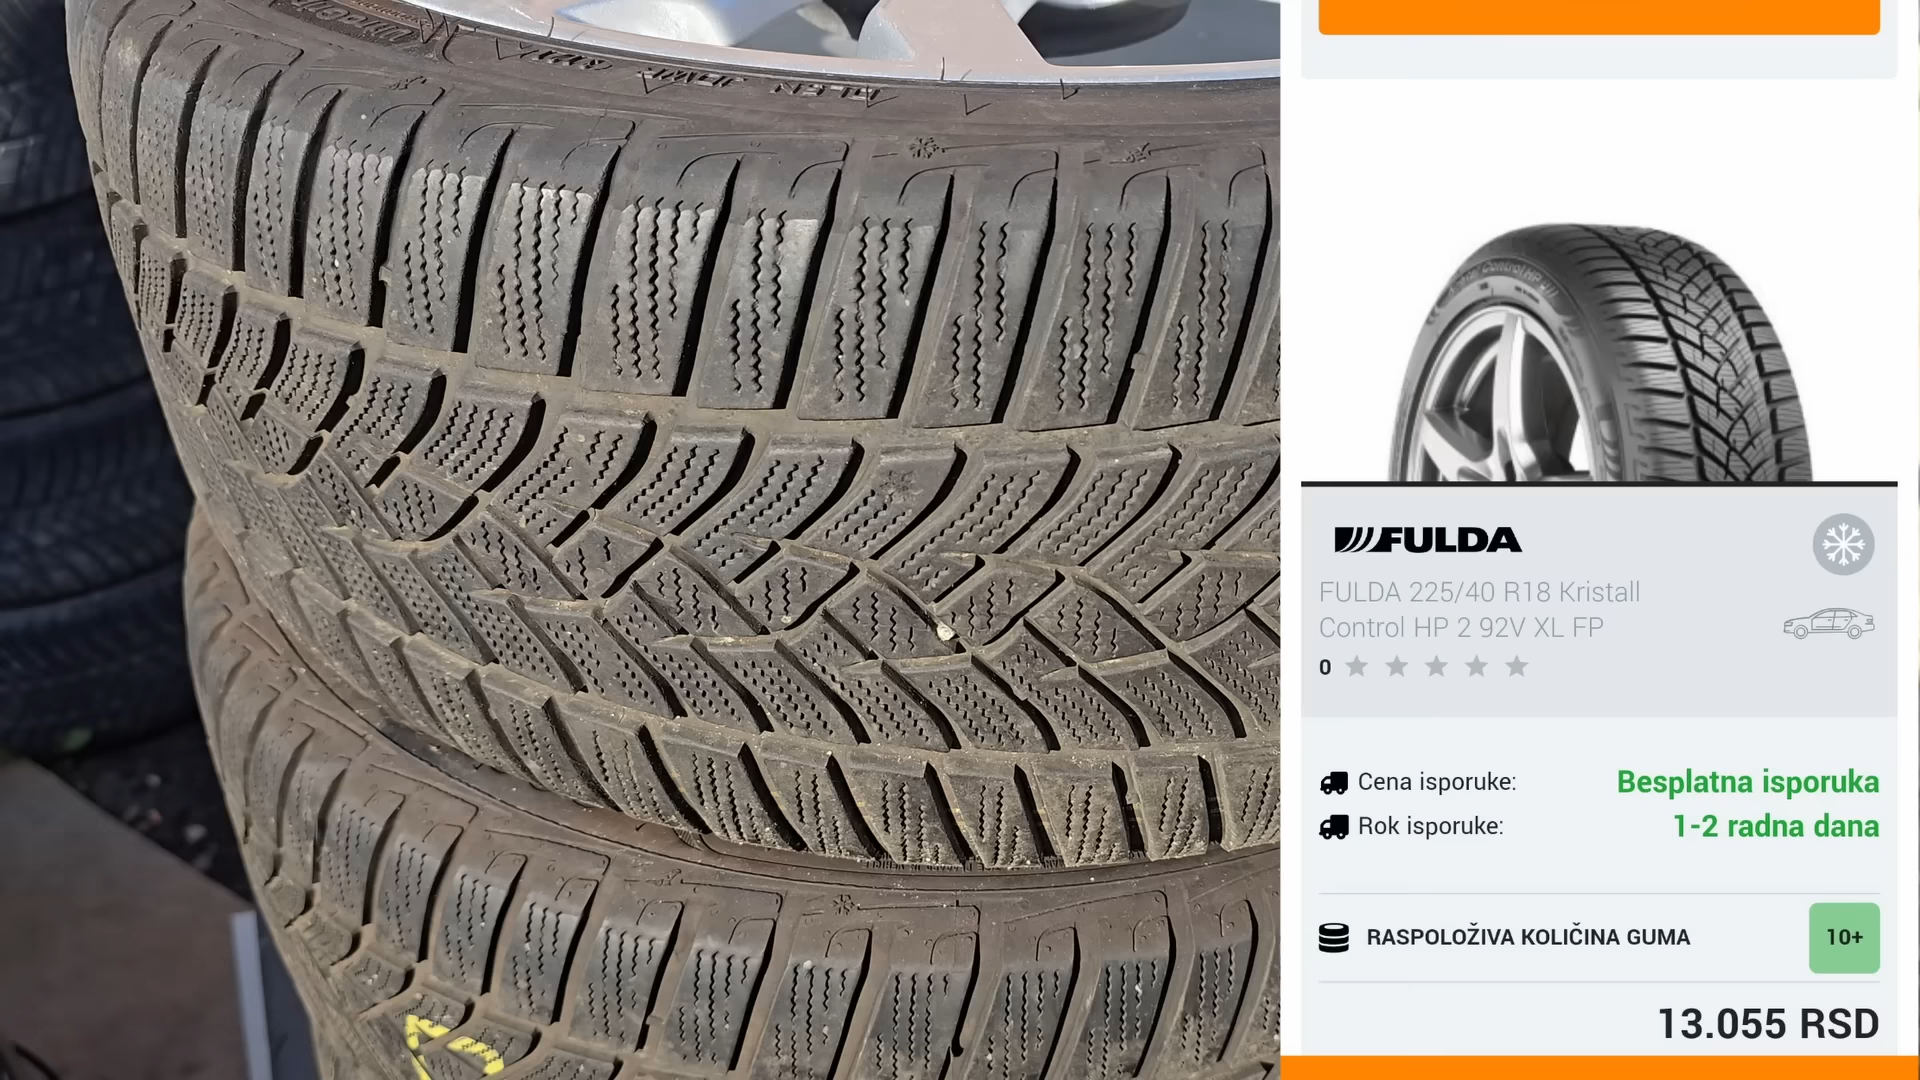 FULDA
FULDA 225/40 R18 Kristall
Control HP 2 92V XL FP
0
Cena isporuke: Besplatna isporuka
Rok isporuke: 1-2 radna dana
RASPOLOŽIVA KOLIČINA GUMA 10+
13.055 RSD